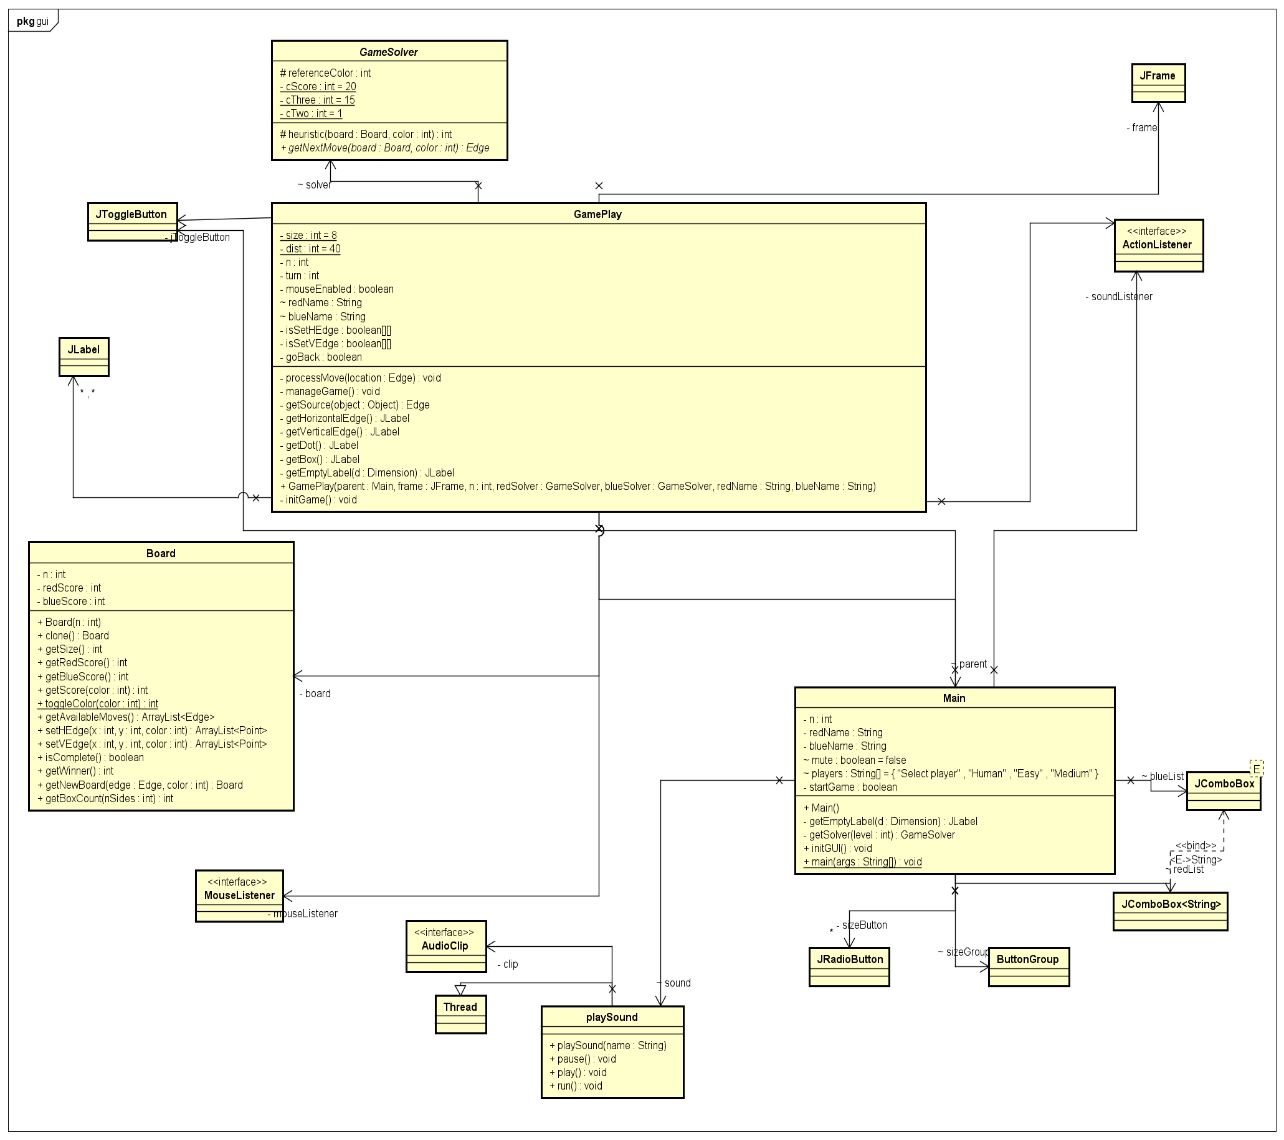 pkg gui
GameSolver
# referenceColor : int
- cScore : int = 20
- cThree : int = 15
- cTwo : int = 1
# heuristic(board : Board, color : int) : int
+ getNextMove(board : Board, color : int) : Edge
~ solver
JFrame
- frame
JToggleButton
- jToggleButton
GamePlay
- size : int = 8
- dist : int = 40
- n : int
- turn : int
- mouseEnabled : boolean
~ redName : String
~ blueName : String
- isSetHEdge : boolean[][]
- isSetVEdge : boolean[][]
- goBack : boolean
- processMove(location : Edge) : void
- manageGame() : void
- getSource(object : Object) : Edge
- getHorizontalEdge() : JLabel
- getVerticalEdge() : JLabel
- getDot() : JLabel
- getBox() : JLabel
- getEmptyLabel(d : Dimension) : JLabel
+ GamePlay(parent : Main, frame : JFrame, n : int, redSolver : GameSolver, blueSolver : GameSolver, redName : String, blueName : String)
- initGame() : void
<<interface>>
ActionListener
- soundListener
JLabel
* ,*
Board
- n : int
- redScore : int
- blueScore : int
+ Board(n : int)
+ clone() : Board
+ getSize() : int
+ getRedScore() : int
+ getBlueScore() : int
+ getScore(color : int) : int
+ toggleColor(color : int) : int
+ getAvailableMoves() : ArrayList<Edge>
+ setHEdge(x : int, y : int, color : int) : ArrayList<Point>
+ setVEdge(x : int, y : int, color : int) : ArrayList<Point>
+ isComplete() : boolean
+ getWinner() : int
+ getNewBoard(edge : Edge, color : int) : Board
+ getBoxCount(nSides : int) : int
- board
parent
Main
- n : int
- redName : String
- blueName : String
~ mute : boolean = false
~ players : String[] = { "Select player" , "Human" , "Easy" , "Medium" }
- startGame : boolean
+ Main()
- getEmptyLabel(d : Dimension) : JLabel
- getSolver(level : int) : GameSolver
+ initGUI() : void
+ main(args : String[]) : void
~ blueList
E
JComboBox
<<bind>>
<E->String>
redList
JComboBox<String>
<<interface>>
MouseListener
- mouseListener
<<interface>>
AudioClip
- clip
Thread
~ sound
playSound
+ playSound(name : String)
+ pause() : void
+ play() : void
+ run() : void
* ~ sizeButton
JRadioButton
~ sizeGroup
ButtonGroup